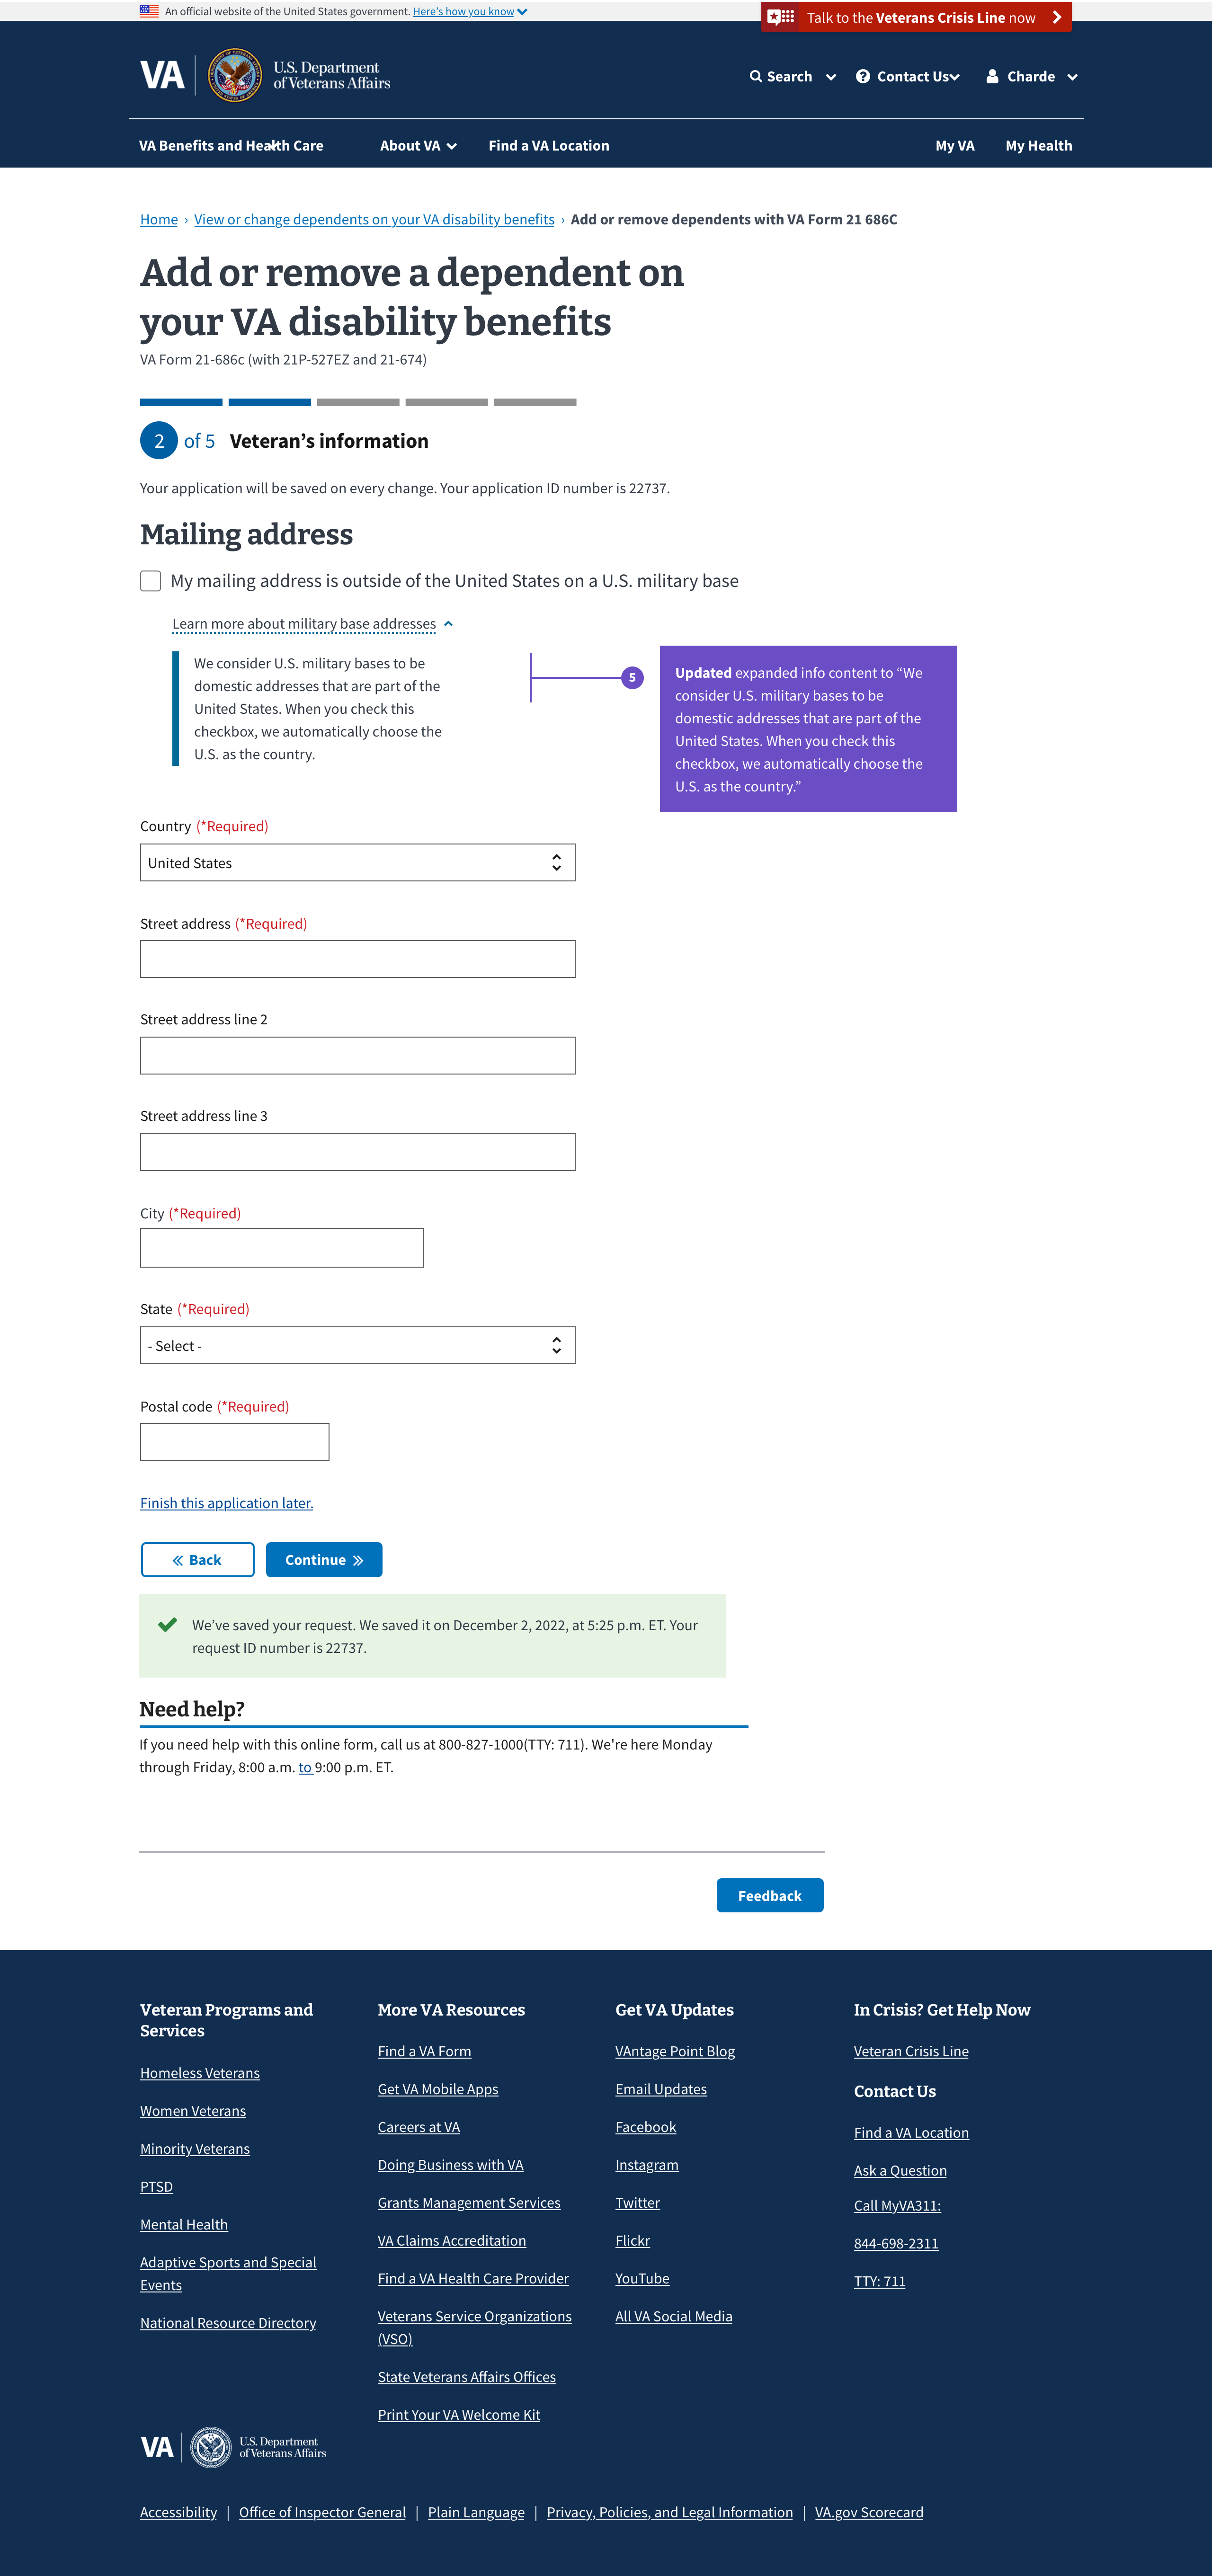 An official website of the United States government. Here's how you know
Talk to the Veterans Crisis Line now
VA
U.S. Department
of Veterans Affairs
Search
Contact Us
Charde
VA Benefits and Health Care
About VA
Find a VA Location
My VA
My Health
Home › View or change dependents on your VA disability benefits › Add or remove dependents with VA Form 21 686C
Add or remove a dependent on
your VA disability benefits
VA Form 21-686c (with 21P-527EZ and 21-674)
2 of 5 Veteran’s information
Your application will be saved on every change. Your application ID number is 22737.
Mailing address
My mailing address is outside of the United States on a U.S. military base
Learn more about military base addresses
We consider U.S. military bases to be
domestic addresses that are part of the
United States. When you check this
checkbox, we automatically choose the
U.S. as the country.
5
Updated expanded info content to “We
consider U.S. military bases to be
domestic addresses that are part of the
United States. When you check this
checkbox, we automatically choose the
U.S. as the country.”
Country (*Required)
United States
Street address (*Required)
Street address line 2
Street address line 3
City (*Required)
State (*Required)
- Select -
Postal code (*Required)
Finish this application later.
Back
Continue
We’ve saved your request. We saved it on December 2, 2022, at 5:25 p.m. ET. Your
request ID number is 22737.
Need help?
If you need help with this online form, call us at 800-827-1000(TTY: 711). We're here Monday
through Friday, 8:00 a.m. to 9:00 p.m. ET.
Feedback
Veteran Programs and
Services
Homeless Veterans
Women Veterans
Minority Veterans
PTSD
Mental Health
Adaptive Sports and Special
Events
National Resource Directory
More VA Resources
Find a VA Form
Get VA Mobile Apps
Careers at VA
Doing Business with VA
Grants Management Services
VA Claims Accreditation
Find a VA Health Care Provider
Veterans Service Organizations
(VSO)
State Veterans Affairs Offices
Print Your VA Welcome Kit
Get VA Updates
VAntage Point Blog
Email Updates
Facebook
Instagram
Twitter
Flickr
YouTube
All VA Social Media
In Crisis? Get Help Now
Veteran Crisis Line
Contact Us
Find a VA Location
Ask a Question
Call MyVA311:
844-698-2311
TTY: 711
VA
U.S. Department
of Veterans Affairs
Accessibility | Office of Inspector General | Plain Language | Privacy, Policies, and Legal Information | VA.gov Scorecard